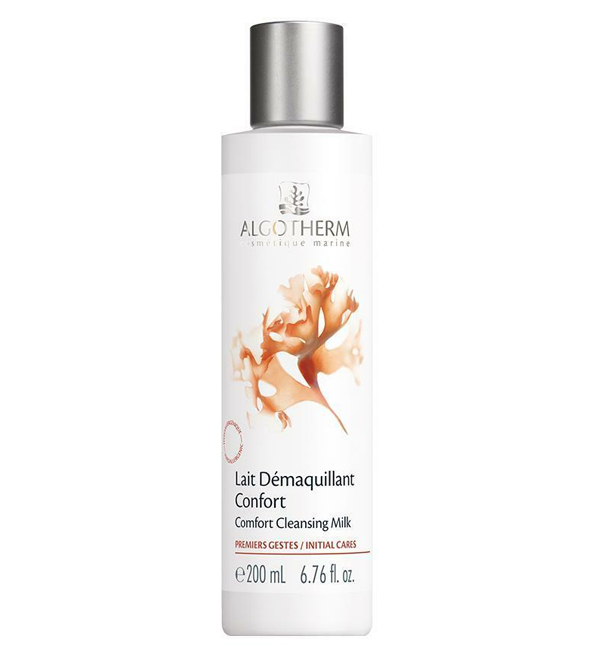 ALGOTHERM
cosmétique marine
Lait Démaquillant
Confort
Comfort Cleansing Milk
PREMIERS GESTES / INITIAL CARES
e 200 mL 6.76 fl. oz.